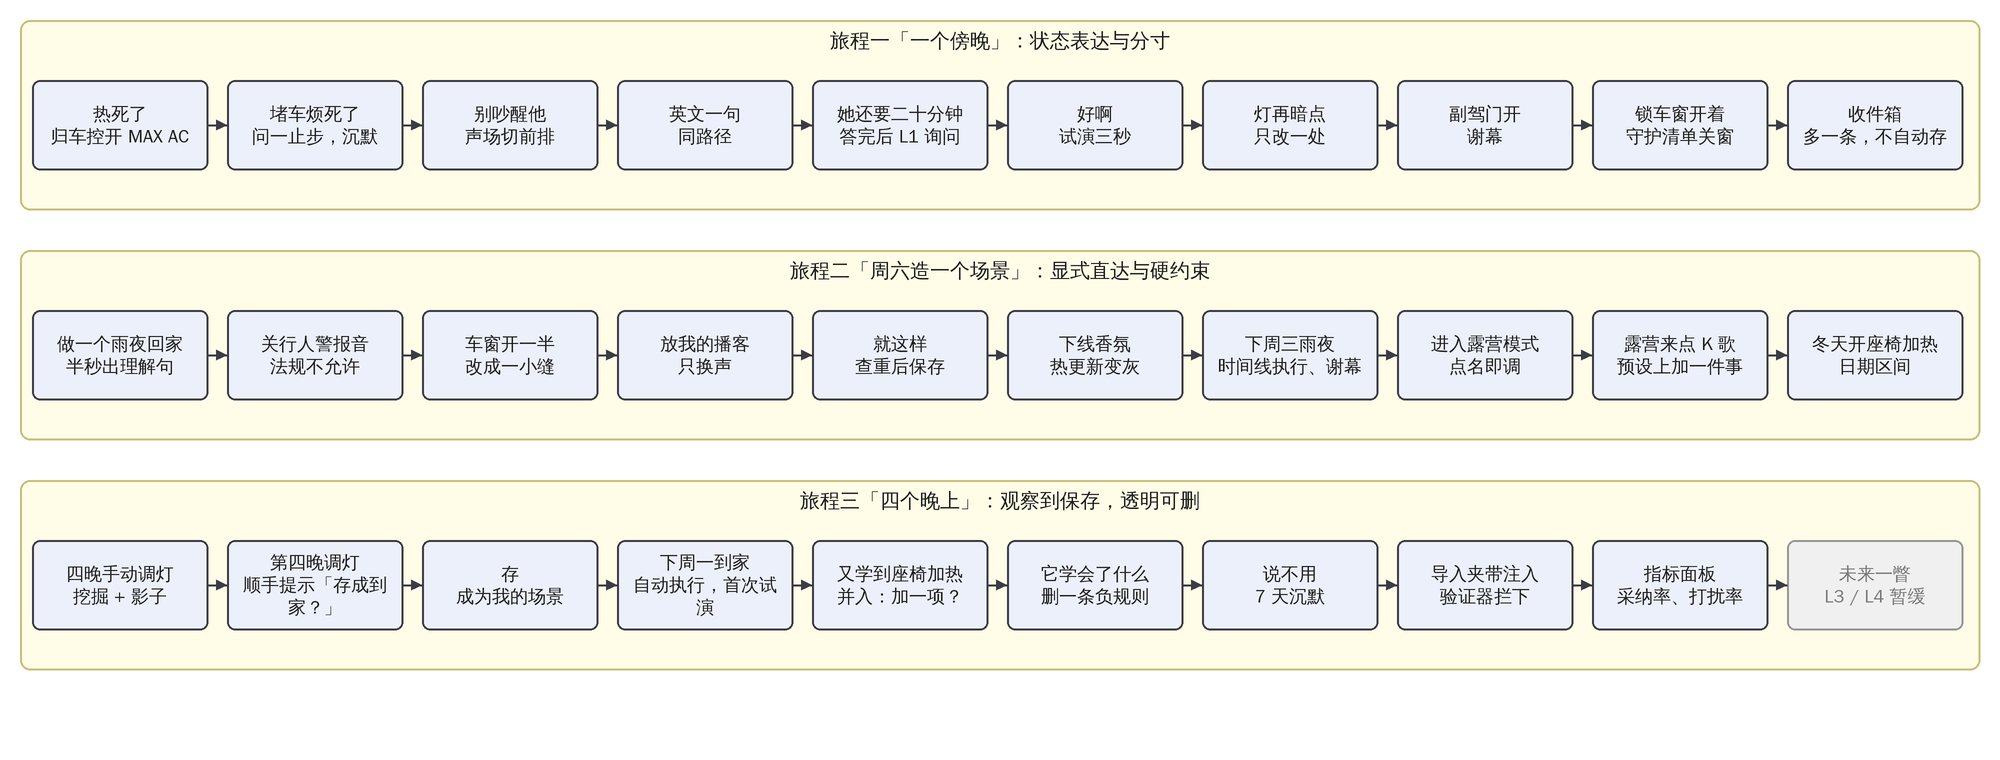 旅程一「一个傍晚」：状态表达与分寸
热死了
归车控开 MAX AC
堵车烦死了
问一止步，沉默
别吵醒他
声场切前排
英文一句
同路径
她还要二十分钟
答完后 L1 询问
好啊
试演三秒
灯再暗点
只改一处
副驾门开
谢幕
锁车窗开着
守护清单关窗
收件箱
多一条，不自动存
旅程二「周六造一个场景」：显式直达与硬约束
做一个雨夜回家
半秒出理解句
关行人警报音
法规不允许
车窗开一半
改成一小缝
放我的播客
只换声
就这样
查重后保存
下线香氛
热更新变灰
下周三雨夜
时间线执行、谢幕
进入露营模式
点名即调
露营来点 K 歌
预设上加一件事
冬天开座椅加热
日期区间
旅程三「四个晚上」：观察到保存，透明可删
四晚手动调灯
挖掘 + 影子
第四晚调灯
顺手提示「存成到
家？」
存
成为我的场景
下周一到家
自动执行，首次试
演
又学到座椅加热
并入：加一项？
它学会了什么
删一条负规则
说不用
7 天沉默
导入夹带注入
验证器拦下
指标面板
采纳率、打扰率
未来一瞥
L3 / L4 暂缓